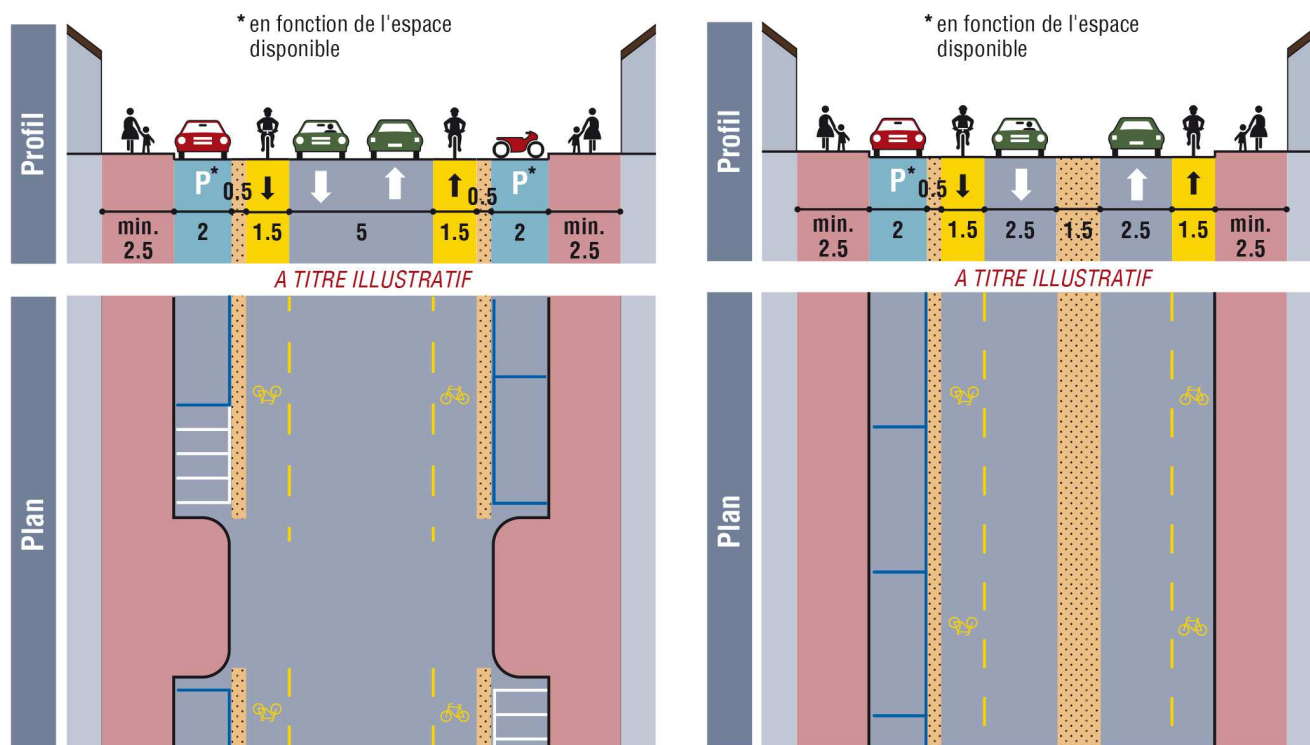 * en fonction de l'espace
disponible
Profil
P*
0.5
0.5
P*
min.
2.5
2
1.5
5
1.5
2
min.
2.5
A TITRE ILLUSTRATIF
Plan
* en fonction de l'espace
disponible
Profil
P*
0.5
min.
2.5
2
1.5
2.5
1.5
2.5
1.5
min.
2.5
A TITRE ILLUSTRATIF
Plan